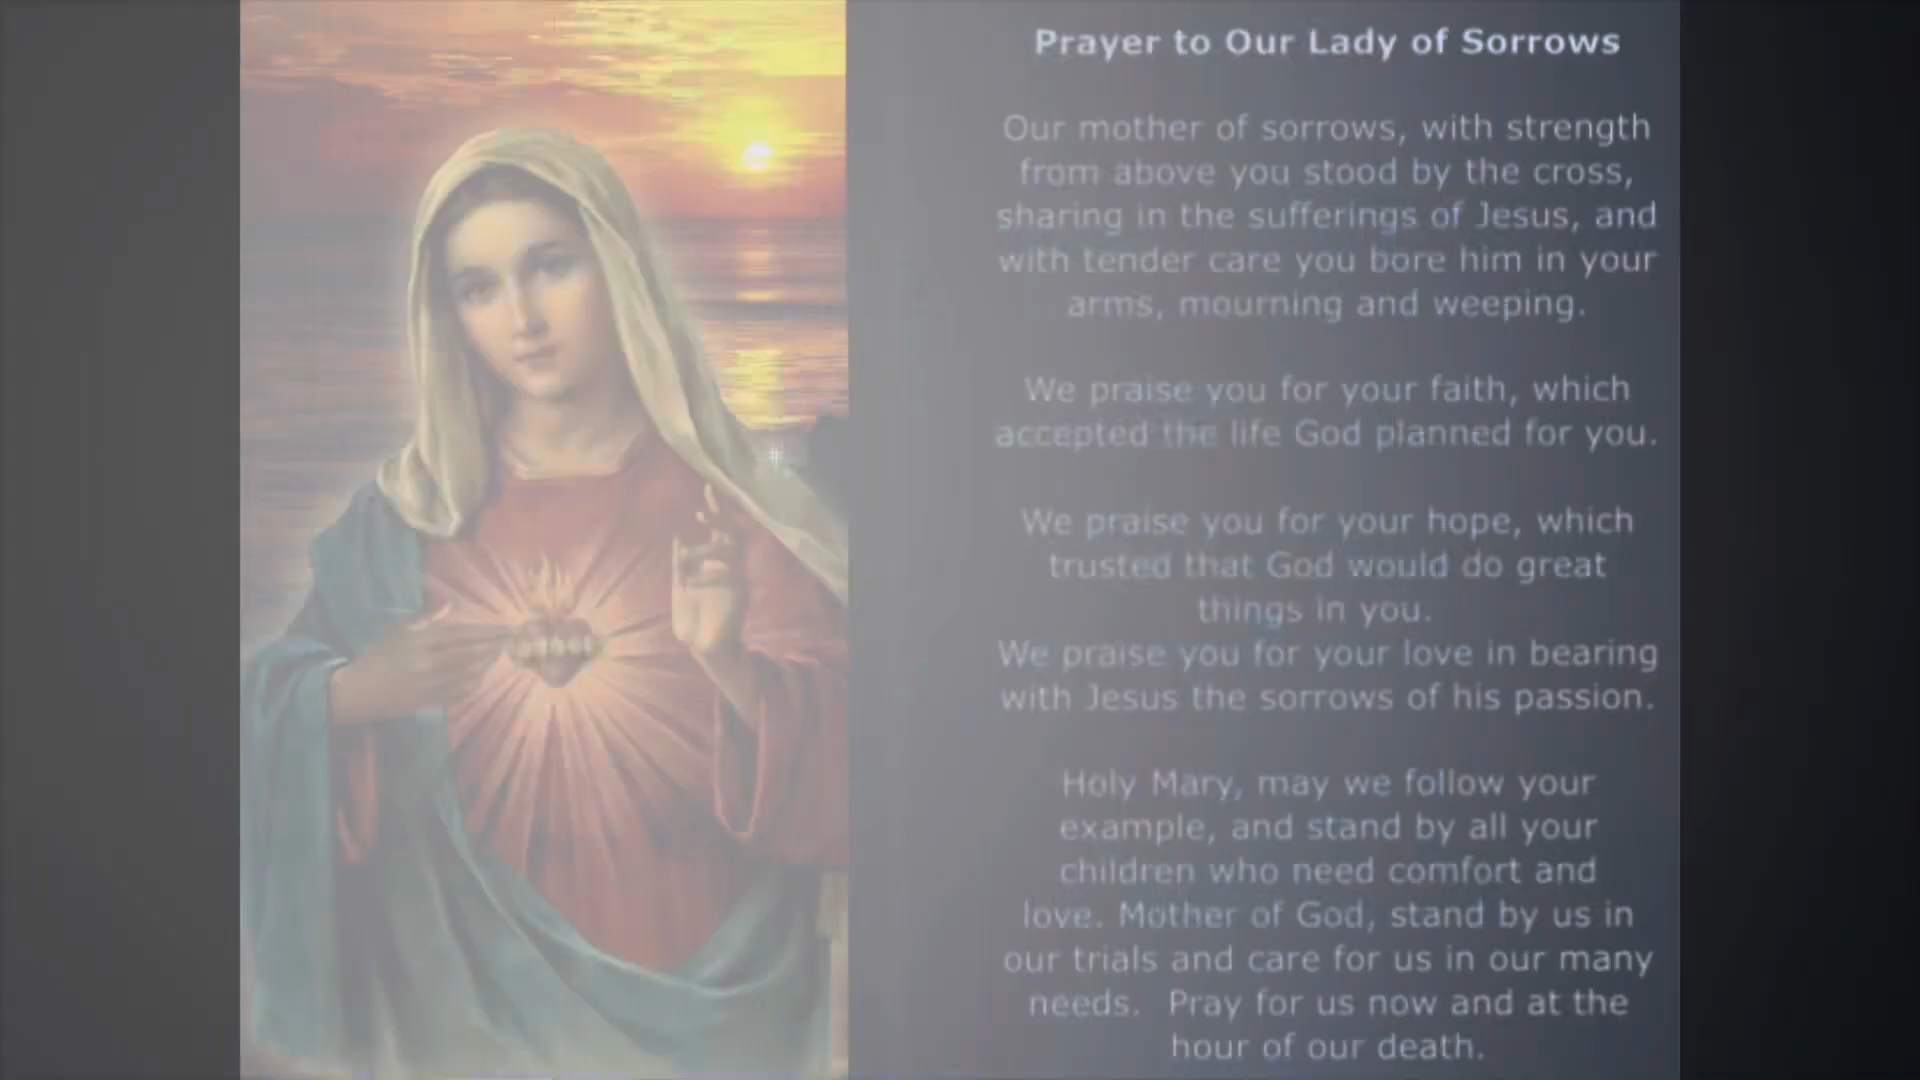 Prayer to Our Lady of Sorrows
Our mother of sorrows, with strength
from above you stood by the cross,
sharing in the sufferings of Jesus, and
with tender care you bore him in your
arms, mourning and weeping.
We praise you for your faith, which
accepted the life God planned for you.
We praise you for your hope, which
trusted that God would do great
things in you.
We praise you for your love in bearing
with Jesus the sorrows of his passion.
Holy Mary, may we follow your
example, and stand by all your
children who need comfort and
love. Mother of God, stand by us in
our trials and care for us in our many
needs. Pray for us now and at the
hour of our death.